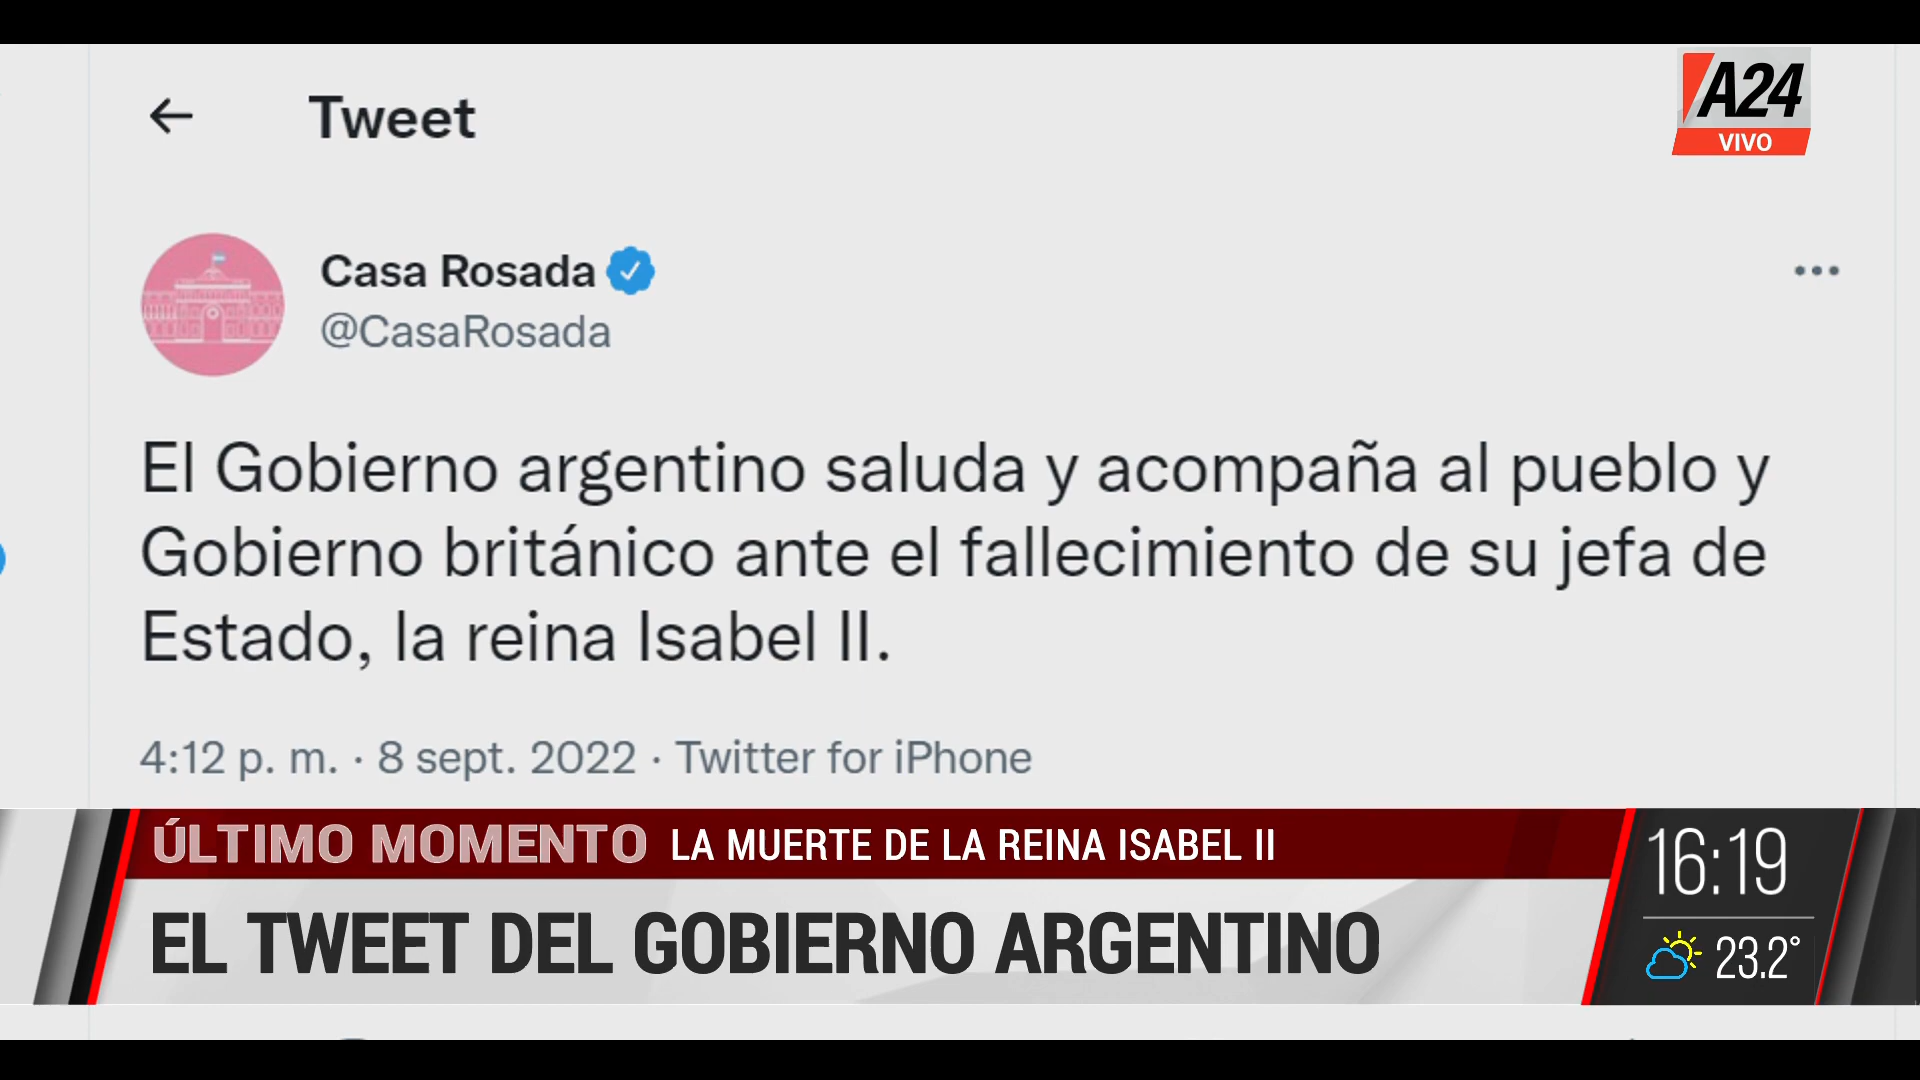 Tweet
A24
VIVO
Casa Rosada
@CasaRosada
El Gobierno argentino saluda y acompaña al pueblo y
Gobierno británico ante el fallecimiento de su jefa de
Estado, la reina Isabel II.
4:12 p. m. · 8 sept. 2022 · Twitter for iPhone
ÚLTIMO MOMENTO LA MUERTE DE LA REINA ISABEL II
16:19
EL TWEET DEL GOBIERNO ARGENTINO
23.2°